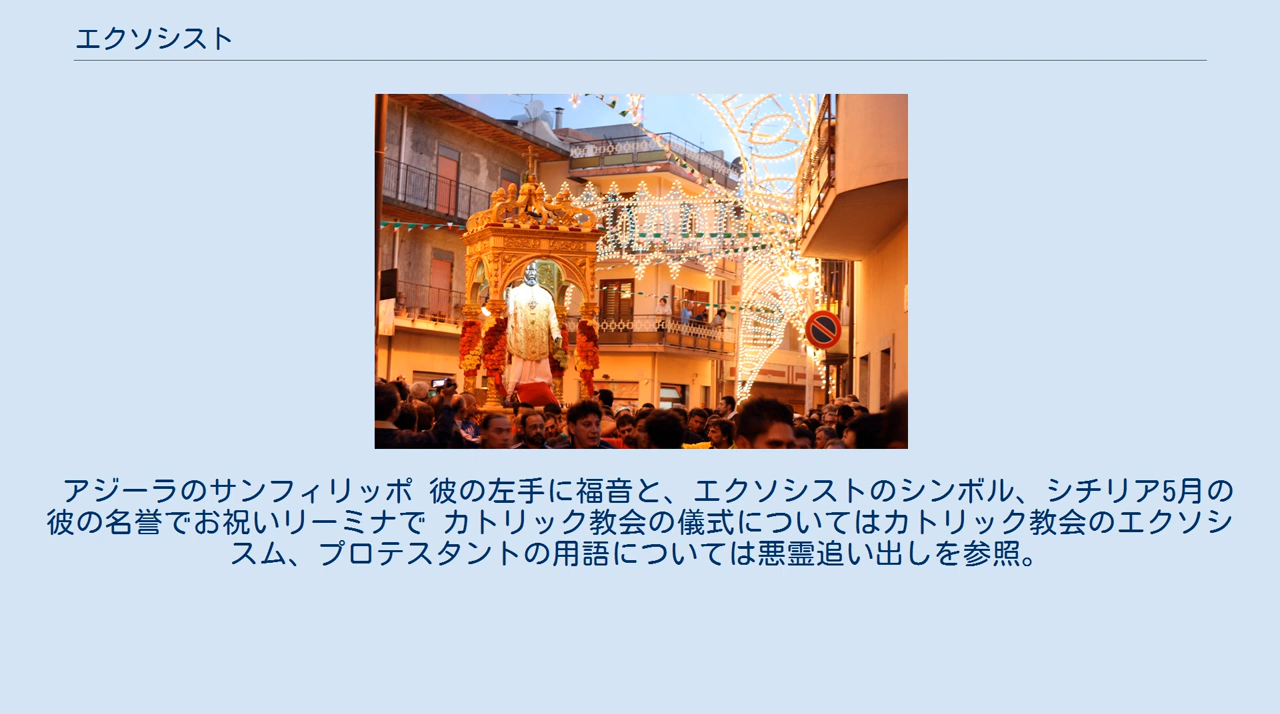 エクソシスト
アジーラのサンフィリッポ 彼の左手に福音と、エクソシストのシンボル、シチリア5月の
彼の名誉でお祝いリーミナで カトリック教会の儀式についてはカトリック教会のエクソシ
スム、プロテスタントの用語については悪霊追い出しを参照。